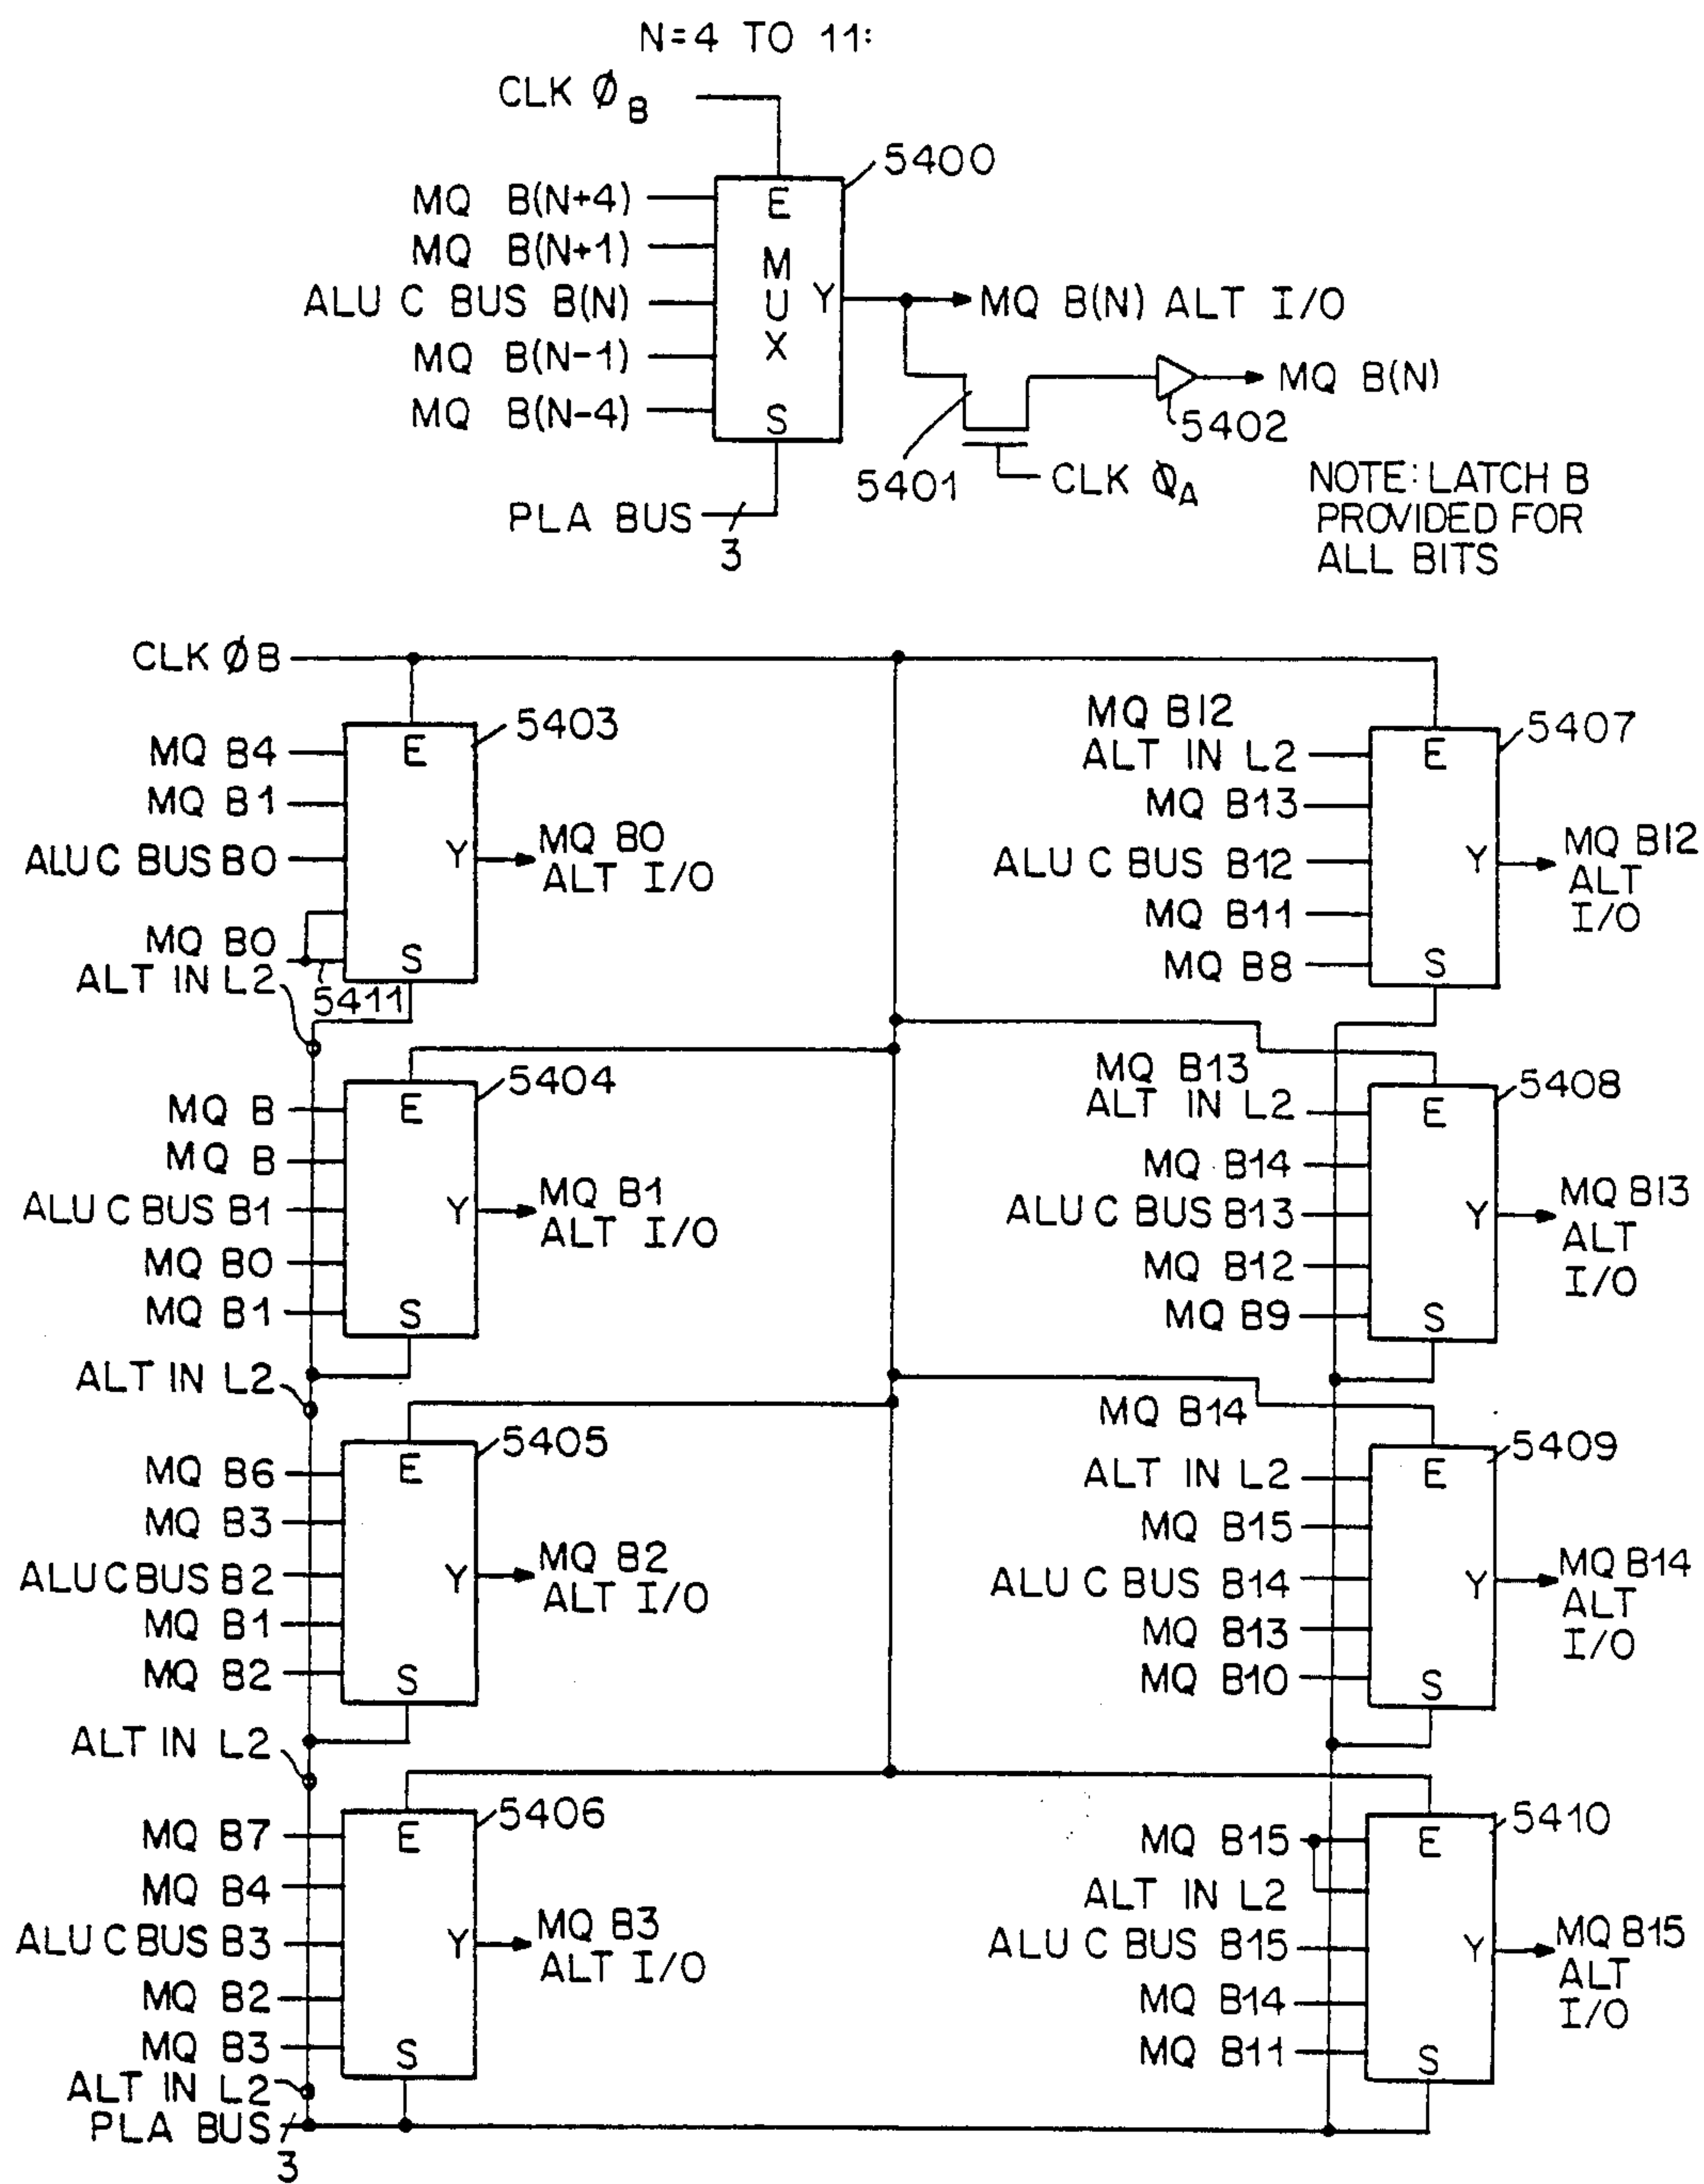 N=4 TO 11:
CLK Ø B
5400
MQ B(N+4)
MQ B(N+1)
ALU C BUS B(N)
MQ B(N-1)
MQ B(N-4)
E
MUX
Y
S
MQ B(N) ALT I/O
MQ B(N)
5402
5401
CLK Ø A
PLA BUS
3
NOTE: LATCH B
PROVIDED FOR
ALL BITS
CLK ØB
5403
MQ B4
MQ B1
ALU C BUS B0
MQ B0
ALT IN L2
5411
E
Y
S
MQ B0
ALT I/O
5404
MQ B
MQ B
ALU C BUS B1
MQ B0
MQ B1
ALT IN L2
E
Y
S
MQ B1
ALT I/O
5405
MQ B6
MQ B3
ALU C BUS B2
MQ B1
MQ B2
ALT IN L2
E
Y
S
MQ B2
ALT I/O
5406
MQ B7
MQ B4
ALU C BUS B3
MQ B2
MQ B3
ALT IN L2
E
Y
S
MQ B3
ALT I/O
PLA BUS
3
5407
MQ B12
ALT IN L2
MQ B13
ALU C BUS B12
MQ B11
MQ B8
E
Y
S
MQ B12
ALT
I/O
5408
MQ B13
ALT IN L2
MQ B14
ALU C BUS B13
MQ B12
MQ B9
E
Y
S
MQ B13
ALT
I/O
5409
MQ B14
ALT IN L2
MQ B15
ALU C BUS B14
MQ B13
MQ B10
E
Y
S
MQ B14
ALT
I/O
5410
MQ B15
ALT IN L2
ALU C BUS B15
MQ B14
MQ B11
E
Y
S
MQ B15
ALT
I/O